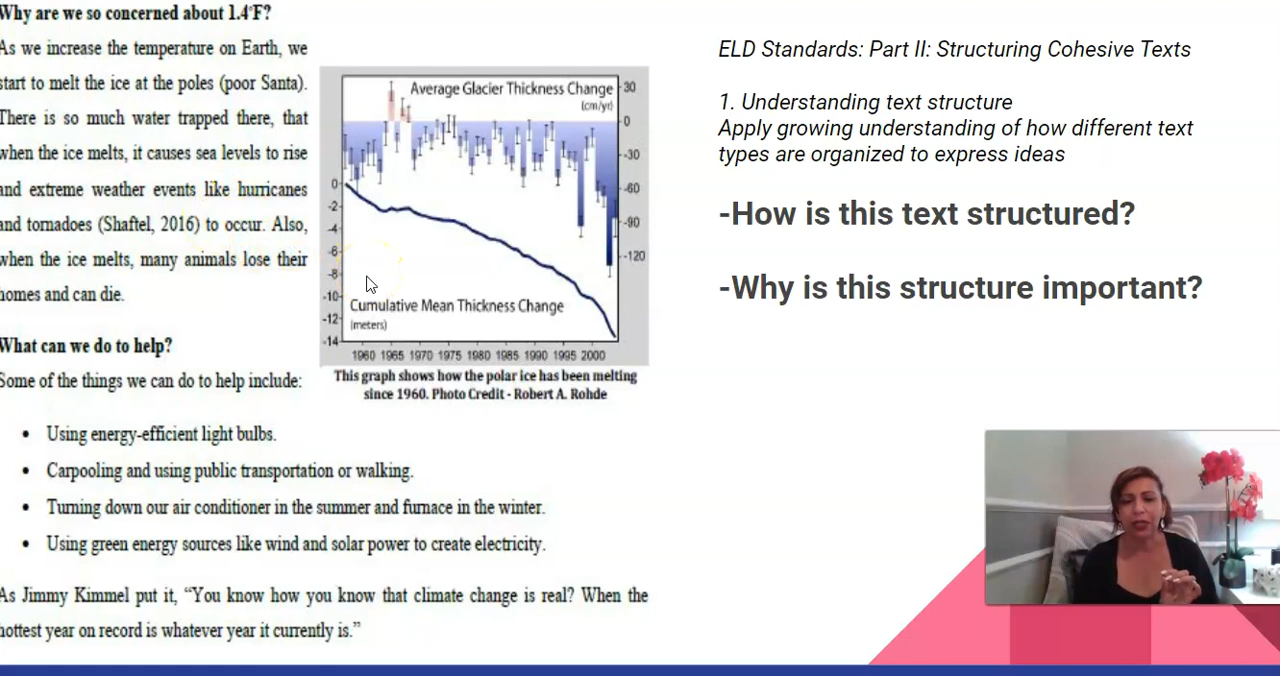 Why are we so concerned about 1.4°F?
As we increase the temperature on Earth, we
start to melt the ice at the poles (poor Santa).
There is so much water trapped there, that
when the ice melts, it causes sea levels to rise
and extreme weather events like hurricanes
and tornadoes (Shaftel, 2016) to occur. Also,
when the ice melts, many animals lose their
homes and can die.
Average Glacier Thickness Change
(cm/yr)
30
0
-30
-60
-90
-120
0
-2
-4
-6
-8
-10
-12
-14
Cumulative Mean Thickness Change
(meters)
1960 1965 1970 1975 1980 1985 1990 1995 2000
This graph shows how the polar ice has been melting
since 1960. Photo Credit - Robert A. Rohde
What can we do to help?
Some of the things we can do to help include:
• Using energy-efficient light bulbs.
• Carpooling and using public transportation or walking.
• Turning down our air conditioner in the summer and furnace in the winter.
• Using green energy sources like wind and solar power to create electricity.
As Jimmy Kimmel put it, “You know how you know that climate change is real? When the
hottest year on record is whatever year it currently is.”
ELD Standards: Part II: Structuring Cohesive Texts
1. Understanding text structure
Apply growing understanding of how different text
types are organized to express ideas
-How is this text structured?
-Why is this structure important?